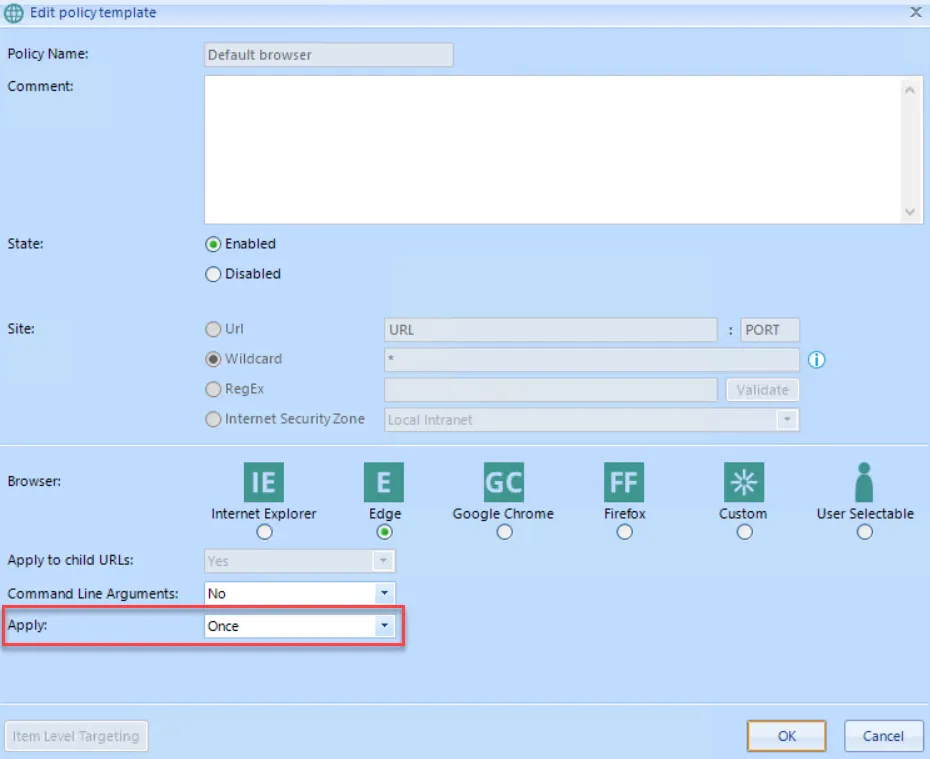 Edit policy template
Policy Name: Default browser
Comment:
State: Enabled
Disabled
Site: Url URL : PORT
Wildcard *
RegEx Validate
Internet Security Zone Local Intranet
Browser: IE E GC FF
Internet Explorer Edge Google Chrome Firefox Custom User Selectable
Apply to child URLs: Yes
Command Line Arguments: No
Apply: Once
Item Level Targeting OK Cancel